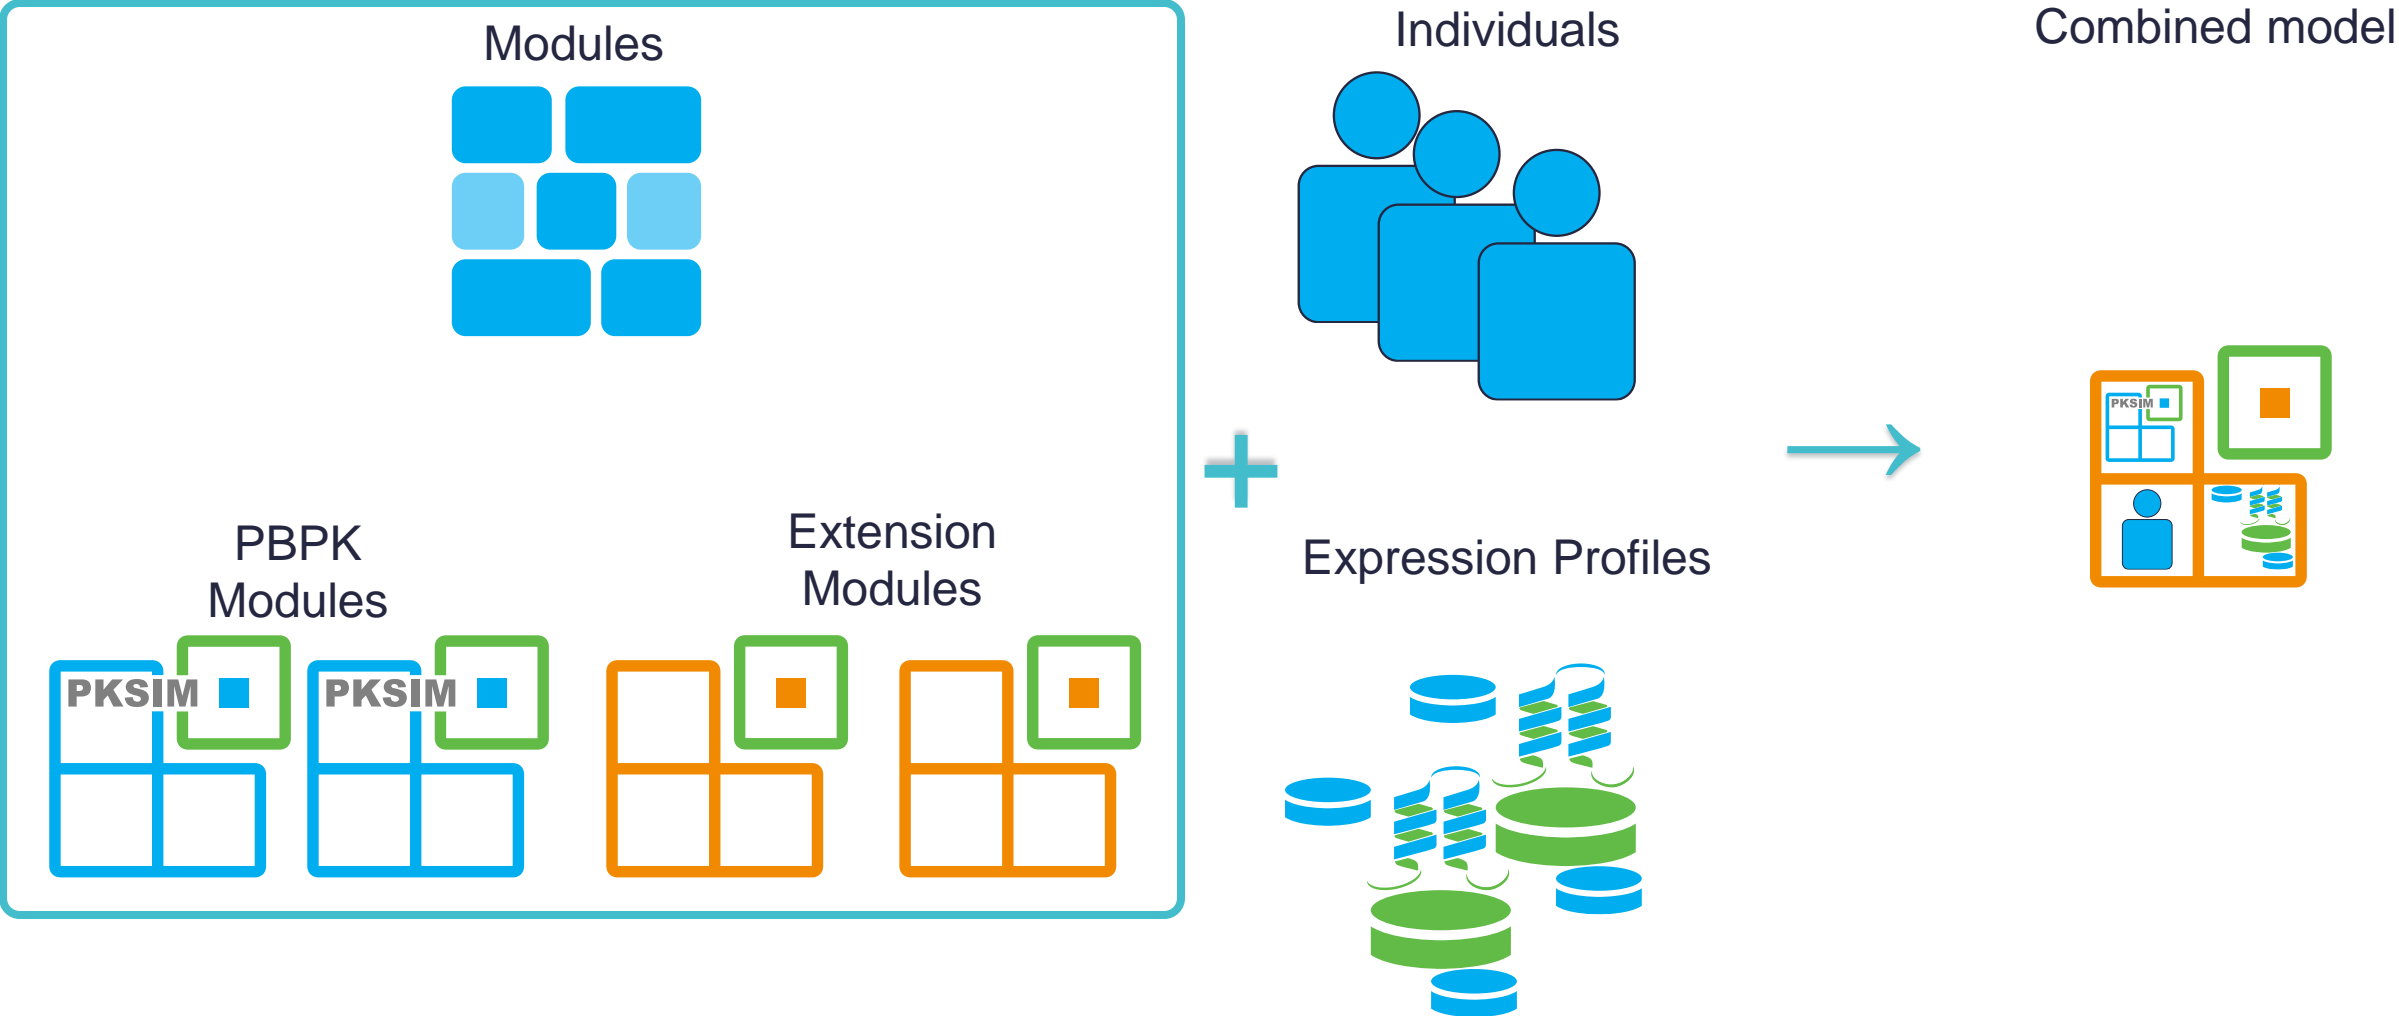 Modules
PBPK
Modules
PKSIM
PKSIM
Extension
Modules
+
Individuals
Expression Profiles
Combined model
PKSIM